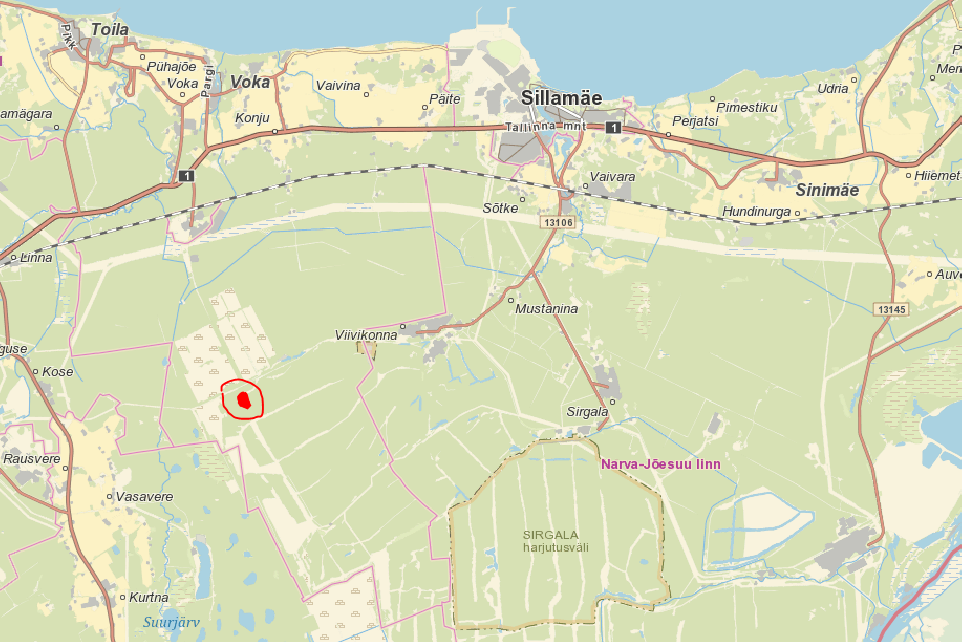 Toila
Pikk
Pühajõe
Voka
Pargi
Voka
Vaivina
Päite
Sillamäe
Pimestiku
Udria
amägara
Konju
Tallinna mnt
1
Perjatsi
1
Vaivara
Sinimäe
Hiiemet
Sõtke
Hundinurga
13106
Linna
Auv
Mustanina
13145
Viivikonna
guse
Kose
Sirgala
Rausvere
Narva-Jõesuu linn
Vasavere
SIRGALA
harjutusväli
Kurtna
Suurjärv